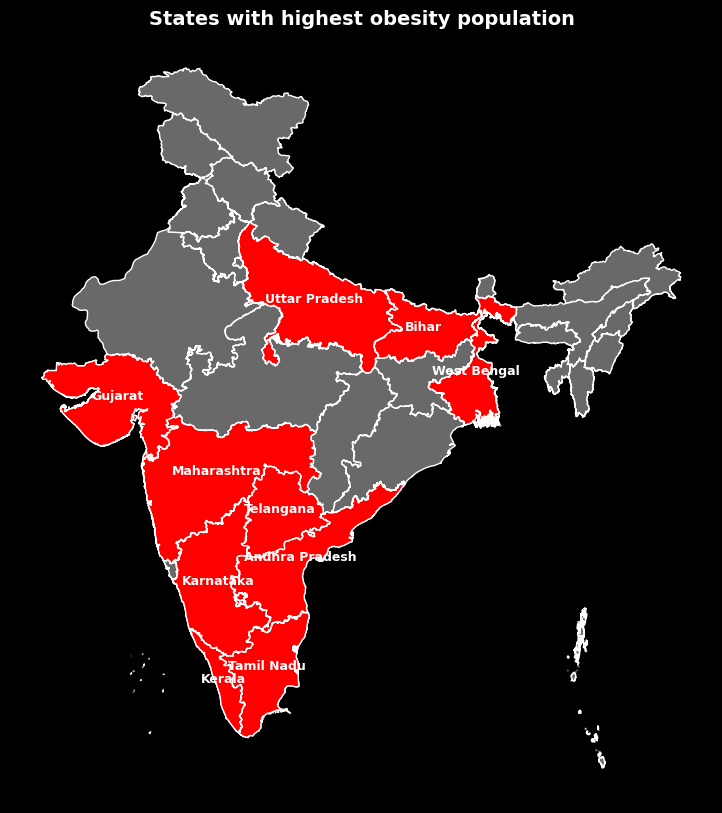 States with highest obesity population
Uttar Pradesh
Bihar
West Bengal
Gujarat
Maharashtra
Telangana
Andhra Pradesh
Karnataka
Tamil Nadu
Kerala